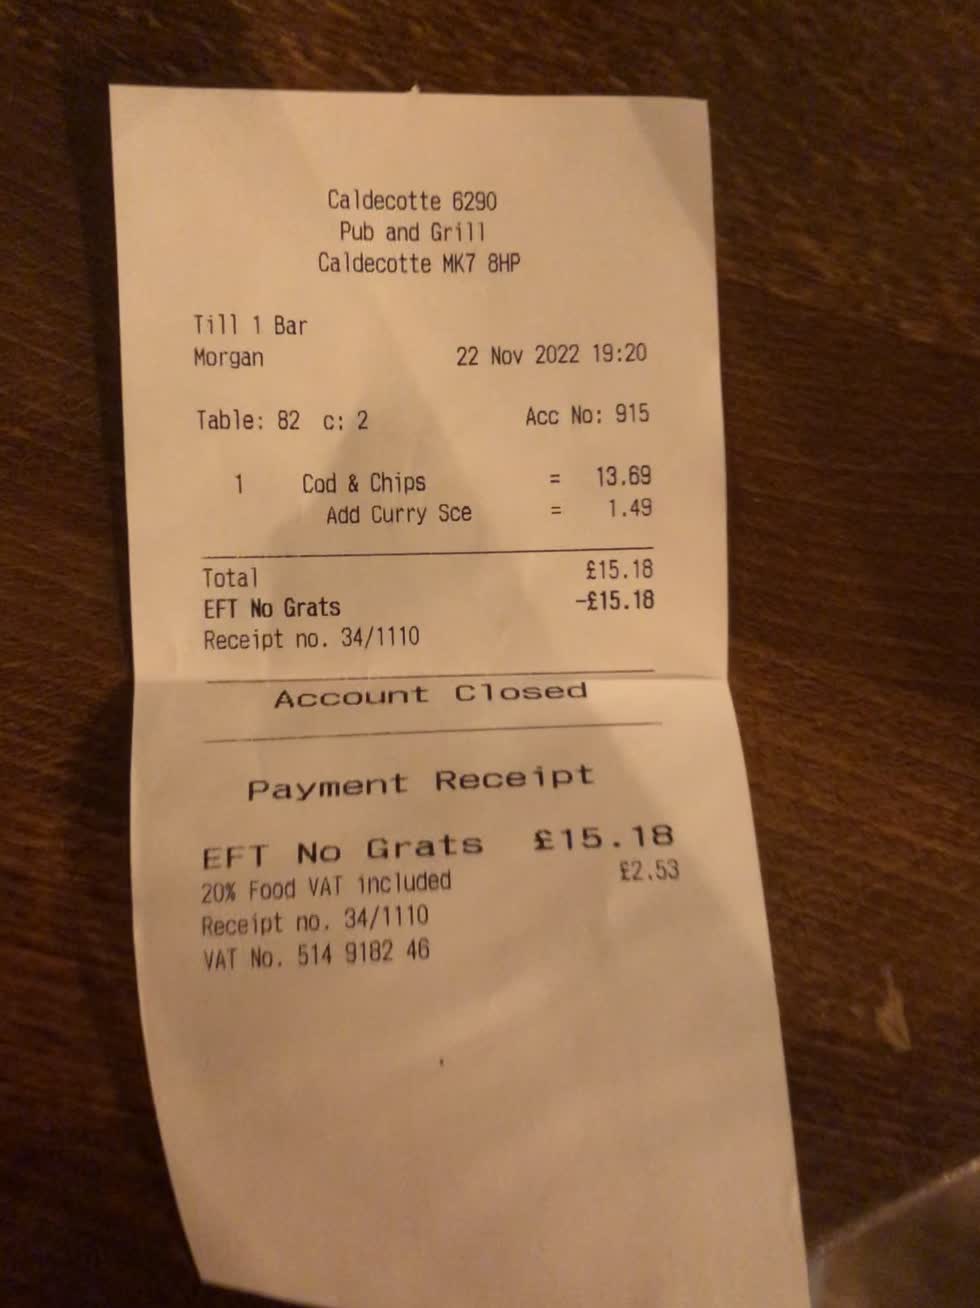 Caldecotte 6290
Pub and Grill
Caldecotte MK7 8HP
Till 1 Bar
Morgan 22 Nov 2022 19:20
Table: 82 c: 2 Acc No: 915
1 Cod & Chips = 13.69
Add Curry Sce = 1.49
Total £15.18
EFT No Grats -£15.18
Receipt no. 34/1110
Account Closed
Payment Receipt
EFT No Grats £15.18
20% Food VAT included £2.53
Receipt no. 34/1110
VAT No. 514 9182 46